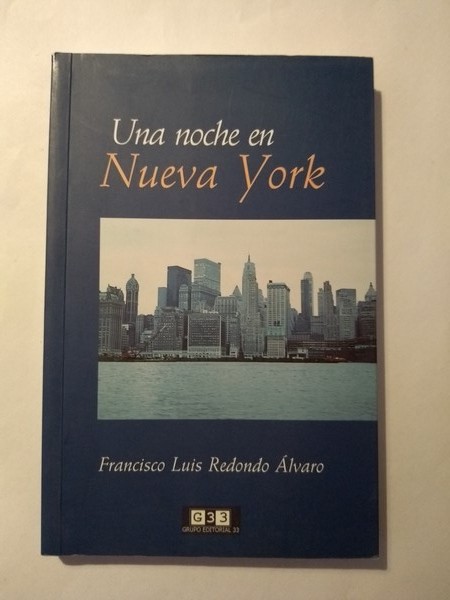 Una noche en
Nueva York
Francisco Luis Redondo Álvaro
G33
GRUPO EDITORIAL 33